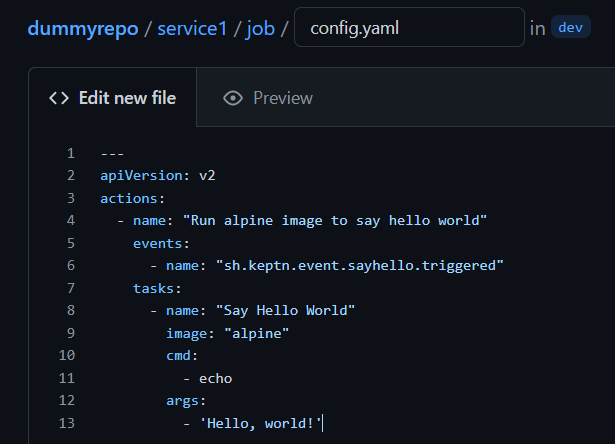 dummyrepo / service1 / job / config.yaml in dev
<> Edit new file Preview
1 ---
2 apiVersion: v2
3 actions:
4   - name: "Run alpine image to say hello world"
5     events:
6       - name: "sh.keptn.event.sayhello.triggered"
7     tasks:
8       - name: "Say Hello World"
9         image: "alpine"
10         cmd:
11           - echo
12         args:
13           - 'Hello, world!'